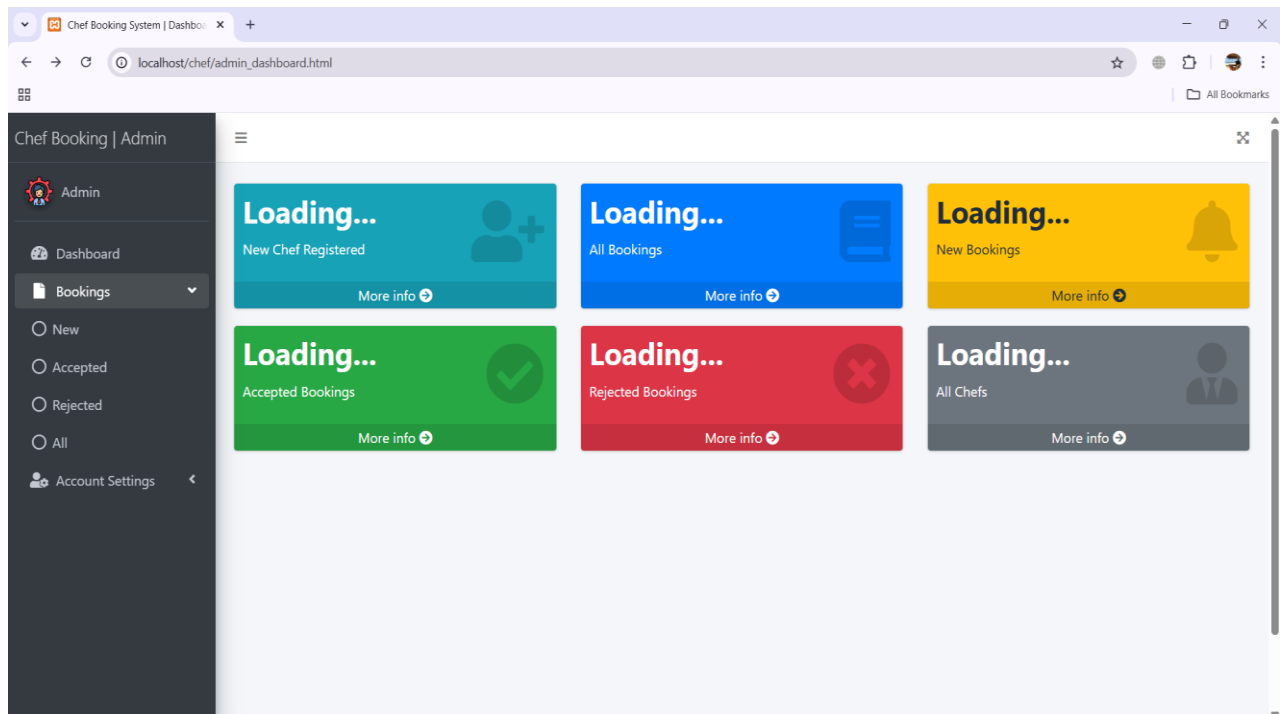 Chef Booking System | Dashboa
localhost/chef/admin_dashboard.html
All Bookmarks
Chef Booking | Admin
Admin
Dashboard
Bookings
New
Accepted
Rejected
All
Account Settings
Loading...
New Chef Registered
More info
Loading...
All Bookings
More info
Loading...
New Bookings
More info
Loading...
Accepted Bookings
More info
Loading...
Rejected Bookings
More info
Loading...
All Chefs
More info